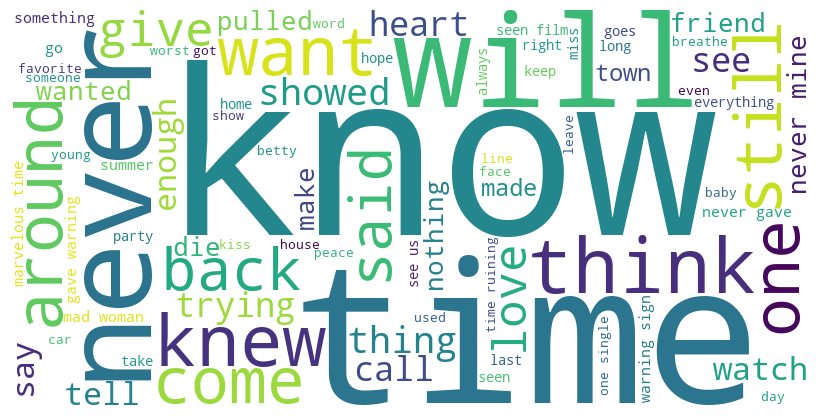 something
give
pulled
word
heart
seen film
goes
friend
go
worst
got
want
will
right
long
breathe
favorite
someone
hope
miss
see
wanted
home
showed
always
keep
town
even
everything
still
never mine
never
know
show
around
young
summer
enough
betty
said
make
line
face
made
leave
baby
never gave
marvelous time
gave warning
party
die
kiss
house
peace
see us
nothing
love
think
one
back
time
time ruining
mad woman
trying
car
knew
thing
used
call
last
seen
one single
warning sign
watch
say
take
come
tell
day